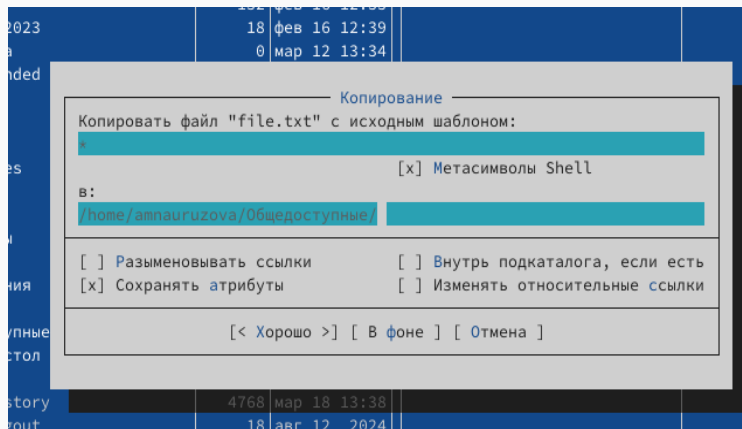 2023 18 фев 16 12:39
а 0 мар 12 13:34
nded
Копирование
Копировать файл "file.txt" с исходным шаблоном:
*
es [x] Метасимволы Shell
в:
/home/amnauruzova/Общедоступные/
ы
[ ] Разыменовывать ссылки [ ] Внутрь подкаталога, если есть
ния [x] Сохранять атрибуты [ ] Изменять относительные ссылки
упные [< Хорошо >] [ В фоне ] [ Отмена ]
стол
story 4768 мар 18 13:38
gout 18 авг 12 2024